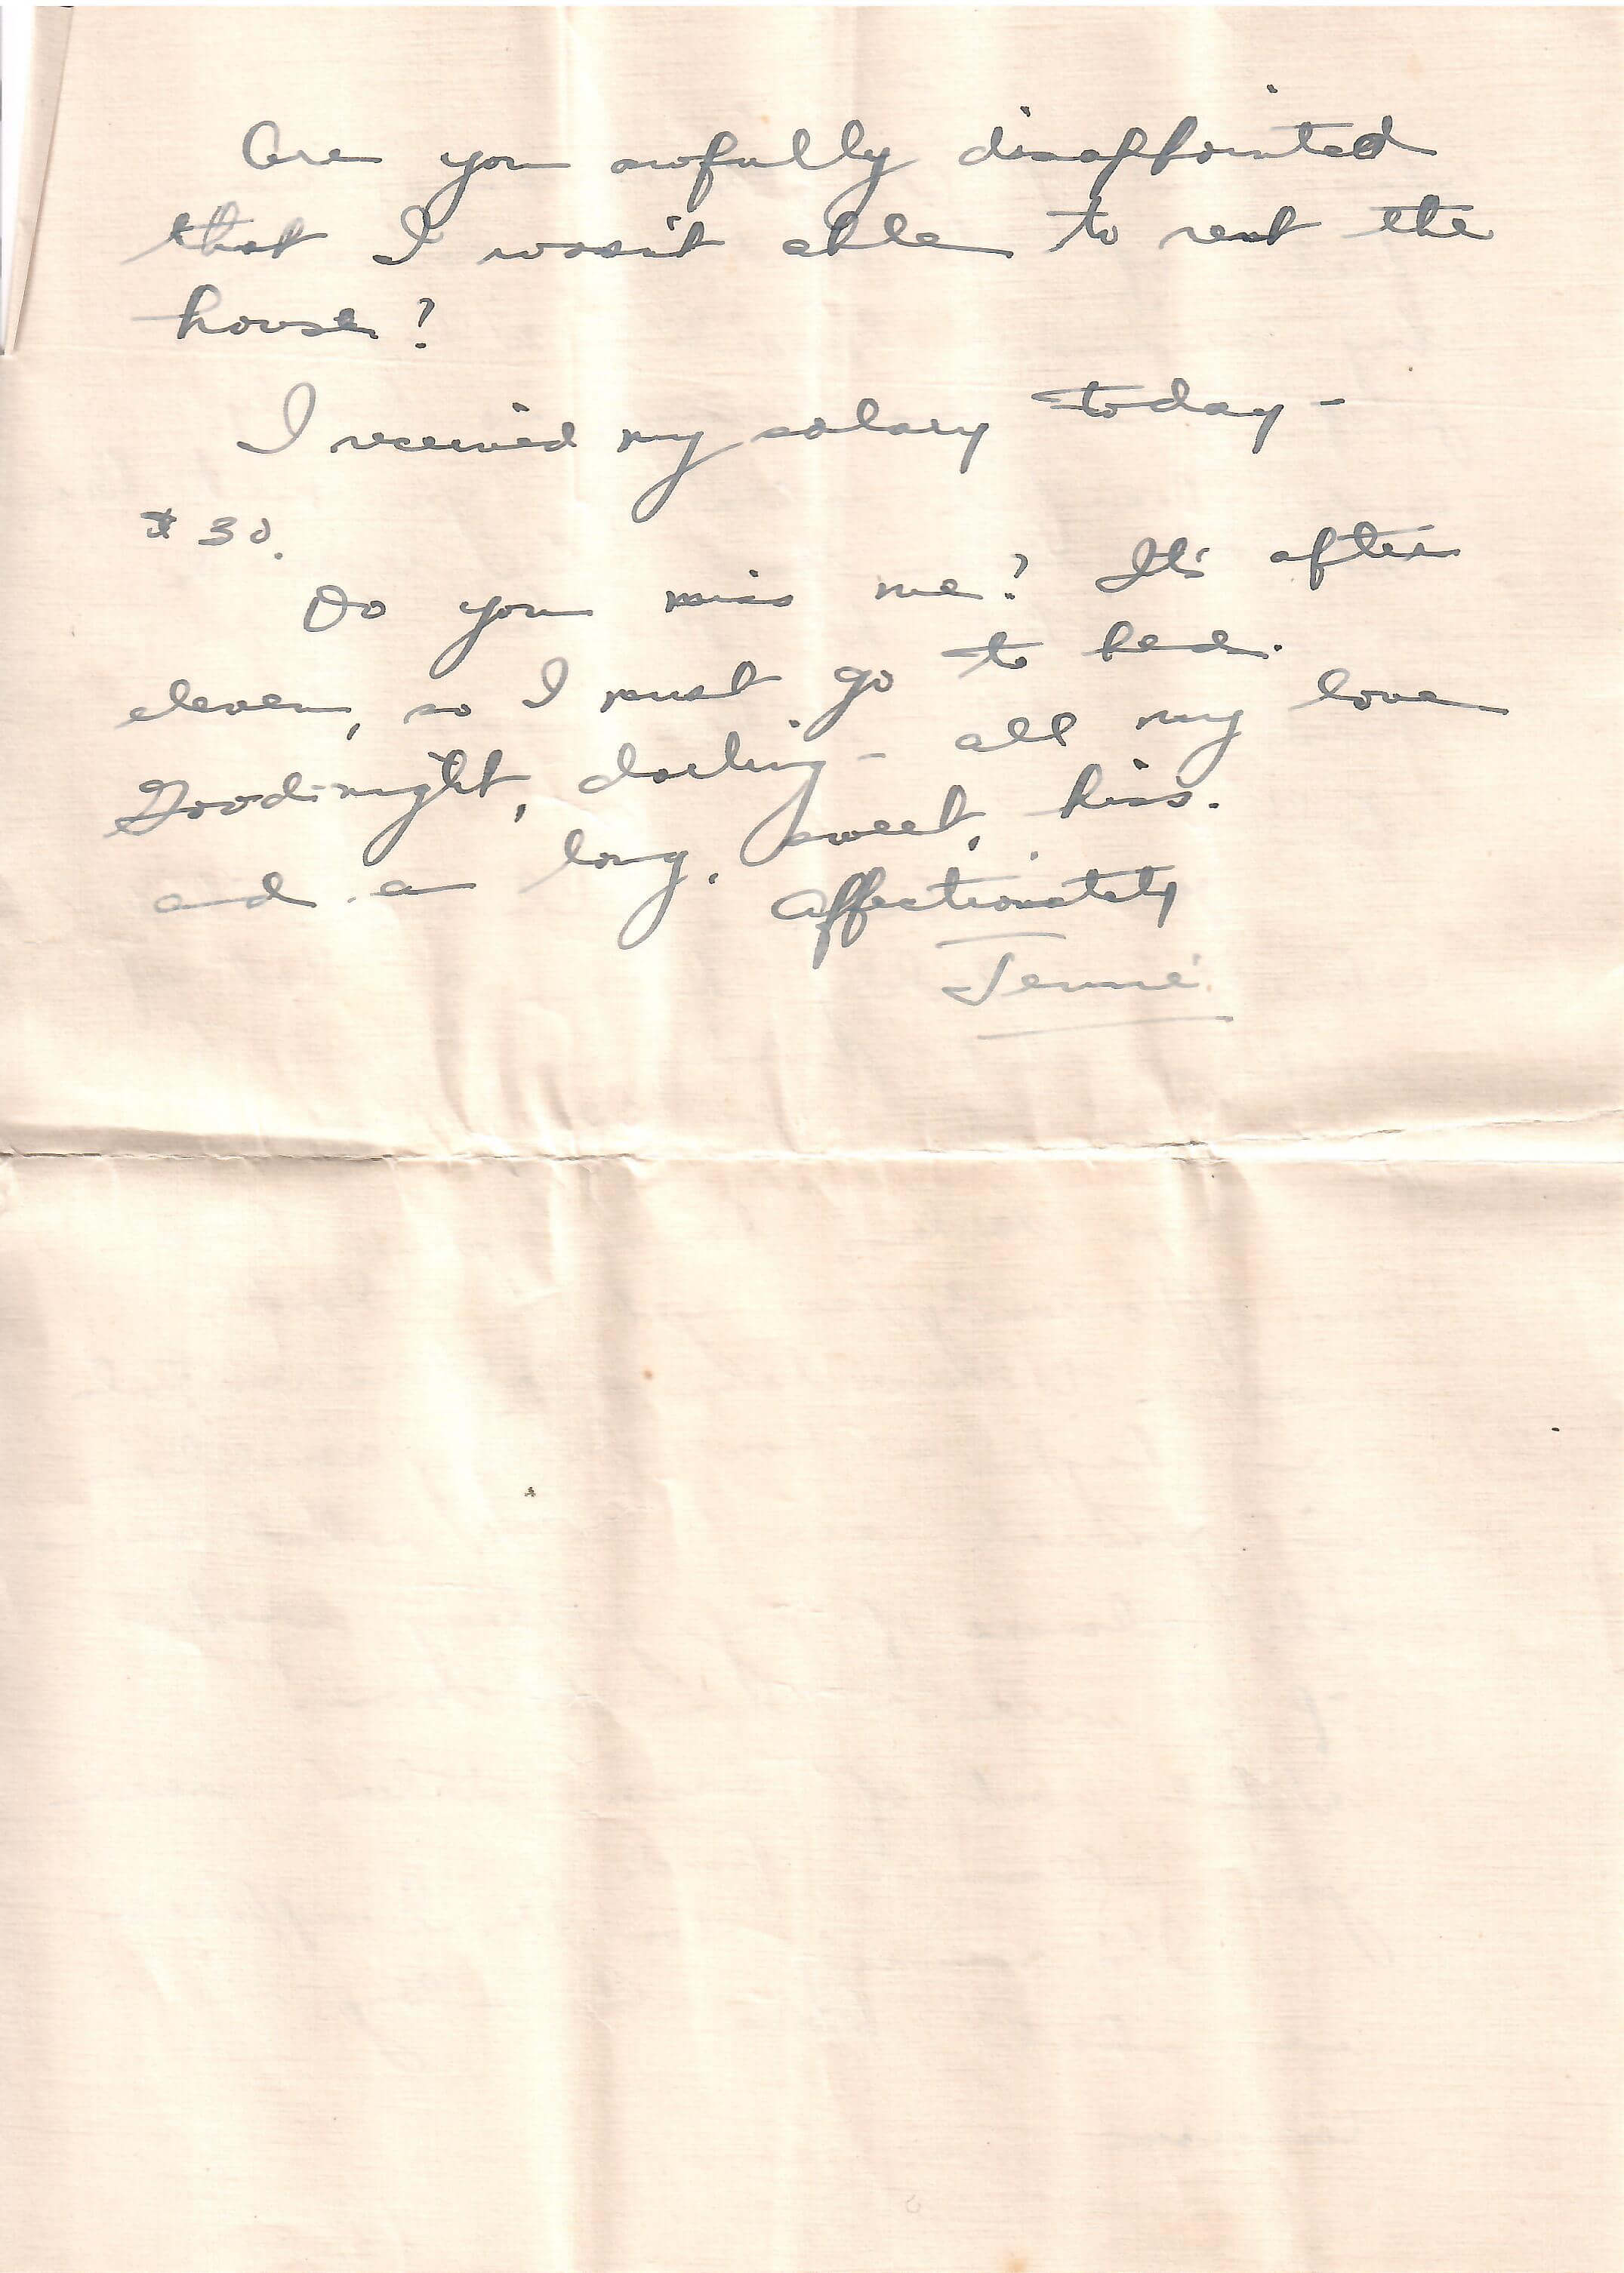 Are you awfully disappointed
that I wasn't able to rent the
house?
I received my salary today -
$30.
Do you miss me? It's after
eleven, so I must go to bed.
Good-night, darling - all my love
and a long, sweet, kiss.
Affectionately
Jennie